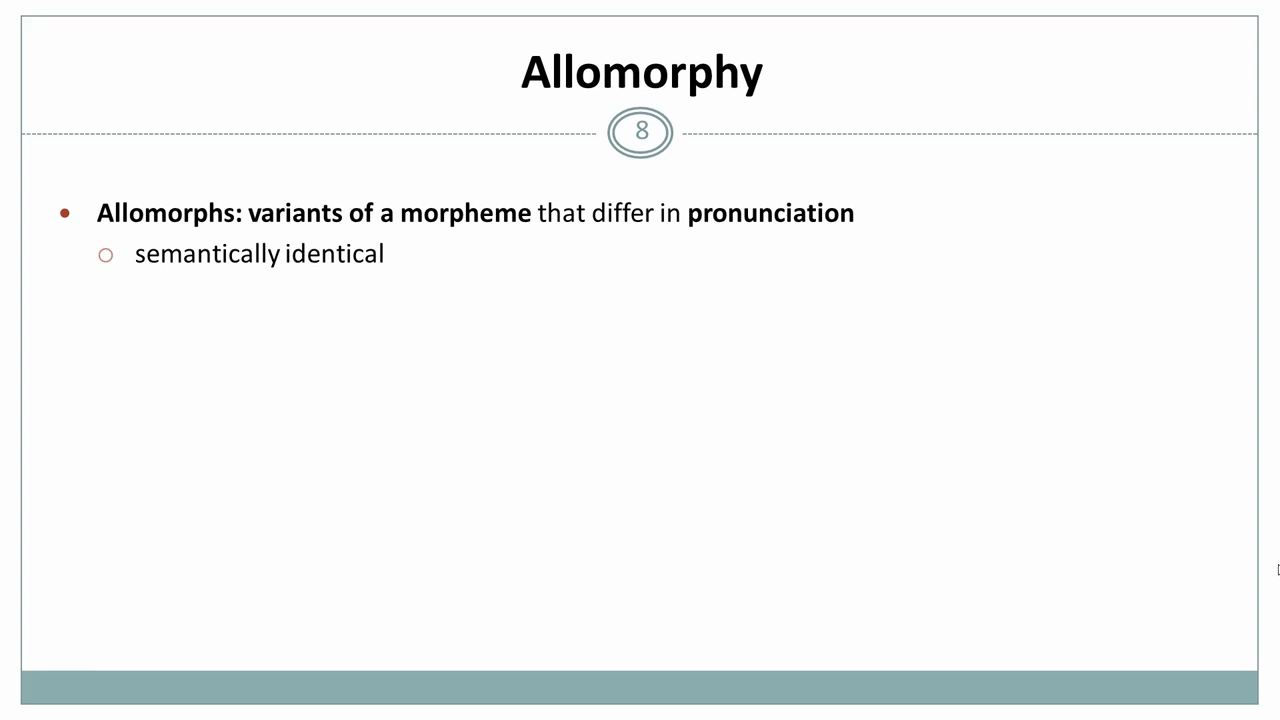 Allomorphy
8
Allomorphs: variants of a morpheme that differ in pronunciation
semantically identical